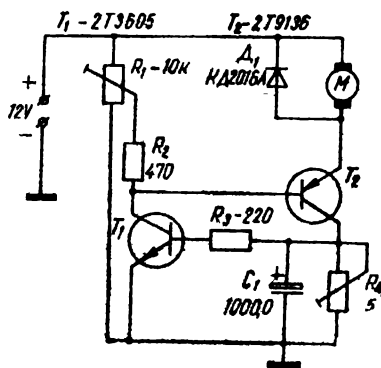 T₁-2T3605
T₂-2T9136
Д₁
КД2016А
M
+
12V
-
R₁-10к
R₂
470
T₂
T₁
R₃-220
+
C₁
1000,0
R₄
5